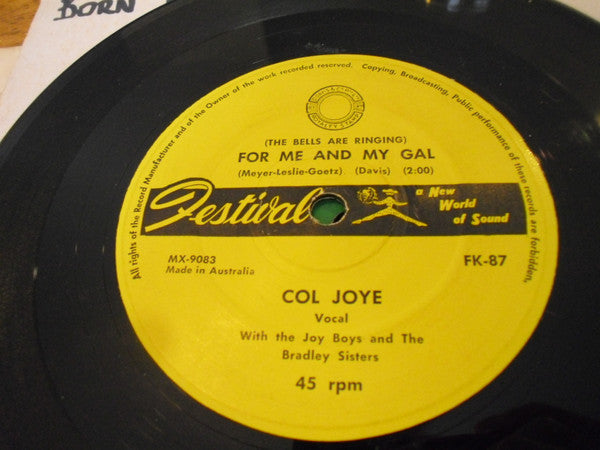 BORN
All rights of the Record Manufacturer and of the Owner of the work recorded reserved. Copying, Broadcasting, Public performance of these records are forbidden.
(THE BELLS ARE RINGING)
FOR ME AND MY GAL
(Meyer-Leslie-Goetz) (Davis) (2:00)
Festival
a New
World
of Sound
MX-9083
Made in Australia
FK-87
COL JOYE
Vocal
With the Joy Boys and The
Bradley Sisters
45 rpm